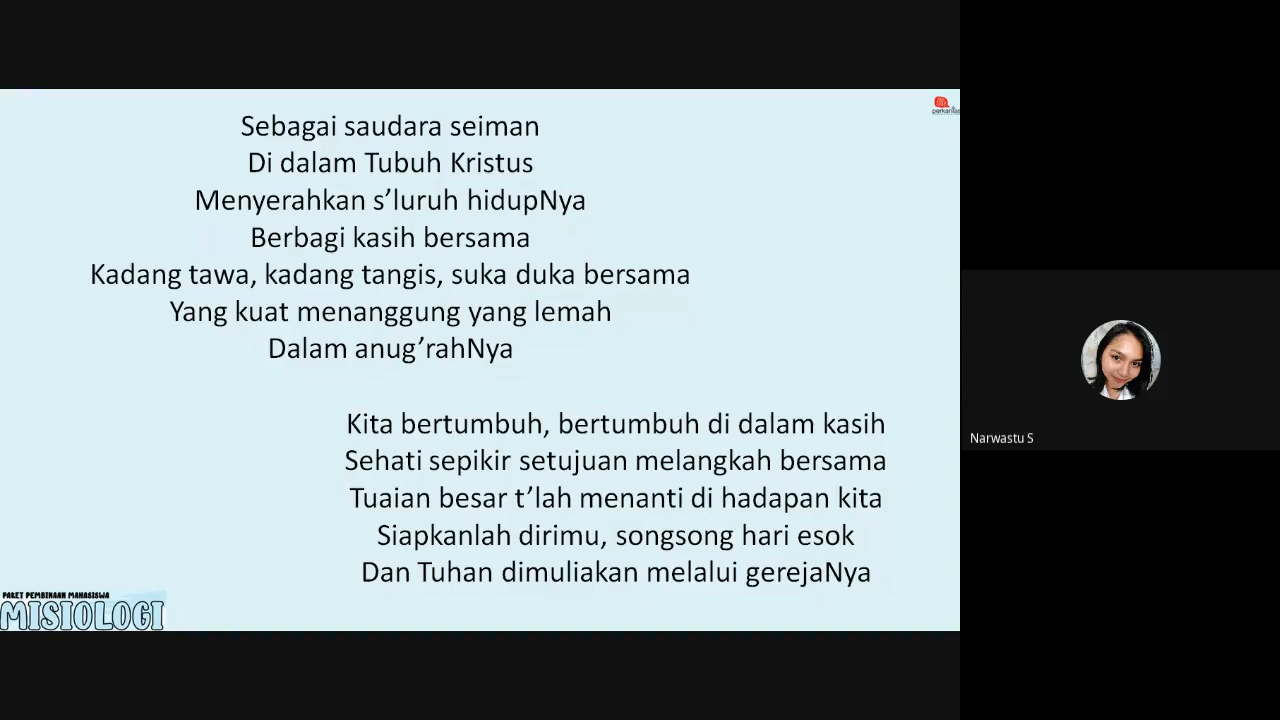 Sebagai saudara seiman
Di dalam Tubuh Kristus
Menyerahkan s’luruh hidupNya
Berbagi kasih bersama
Kadang tawa, kadang tangis, suka duka bersama
Yang kuat menanggung yang lemah
Dalam anug’rahNya
Kita bertumbuh, bertumbuh di dalam kasih
Sehati sepikir setujuan melangkah bersama
Tuaian besar t’lah menanti di hadapan kita
Siapkanlah dirimu, songsong hari esok
Dan Tuhan dimuliakan melalui gerejaNya
PAKET PEMBINAAN MAHASISWA
MISIOLOGI
perkantas
Narwastu S